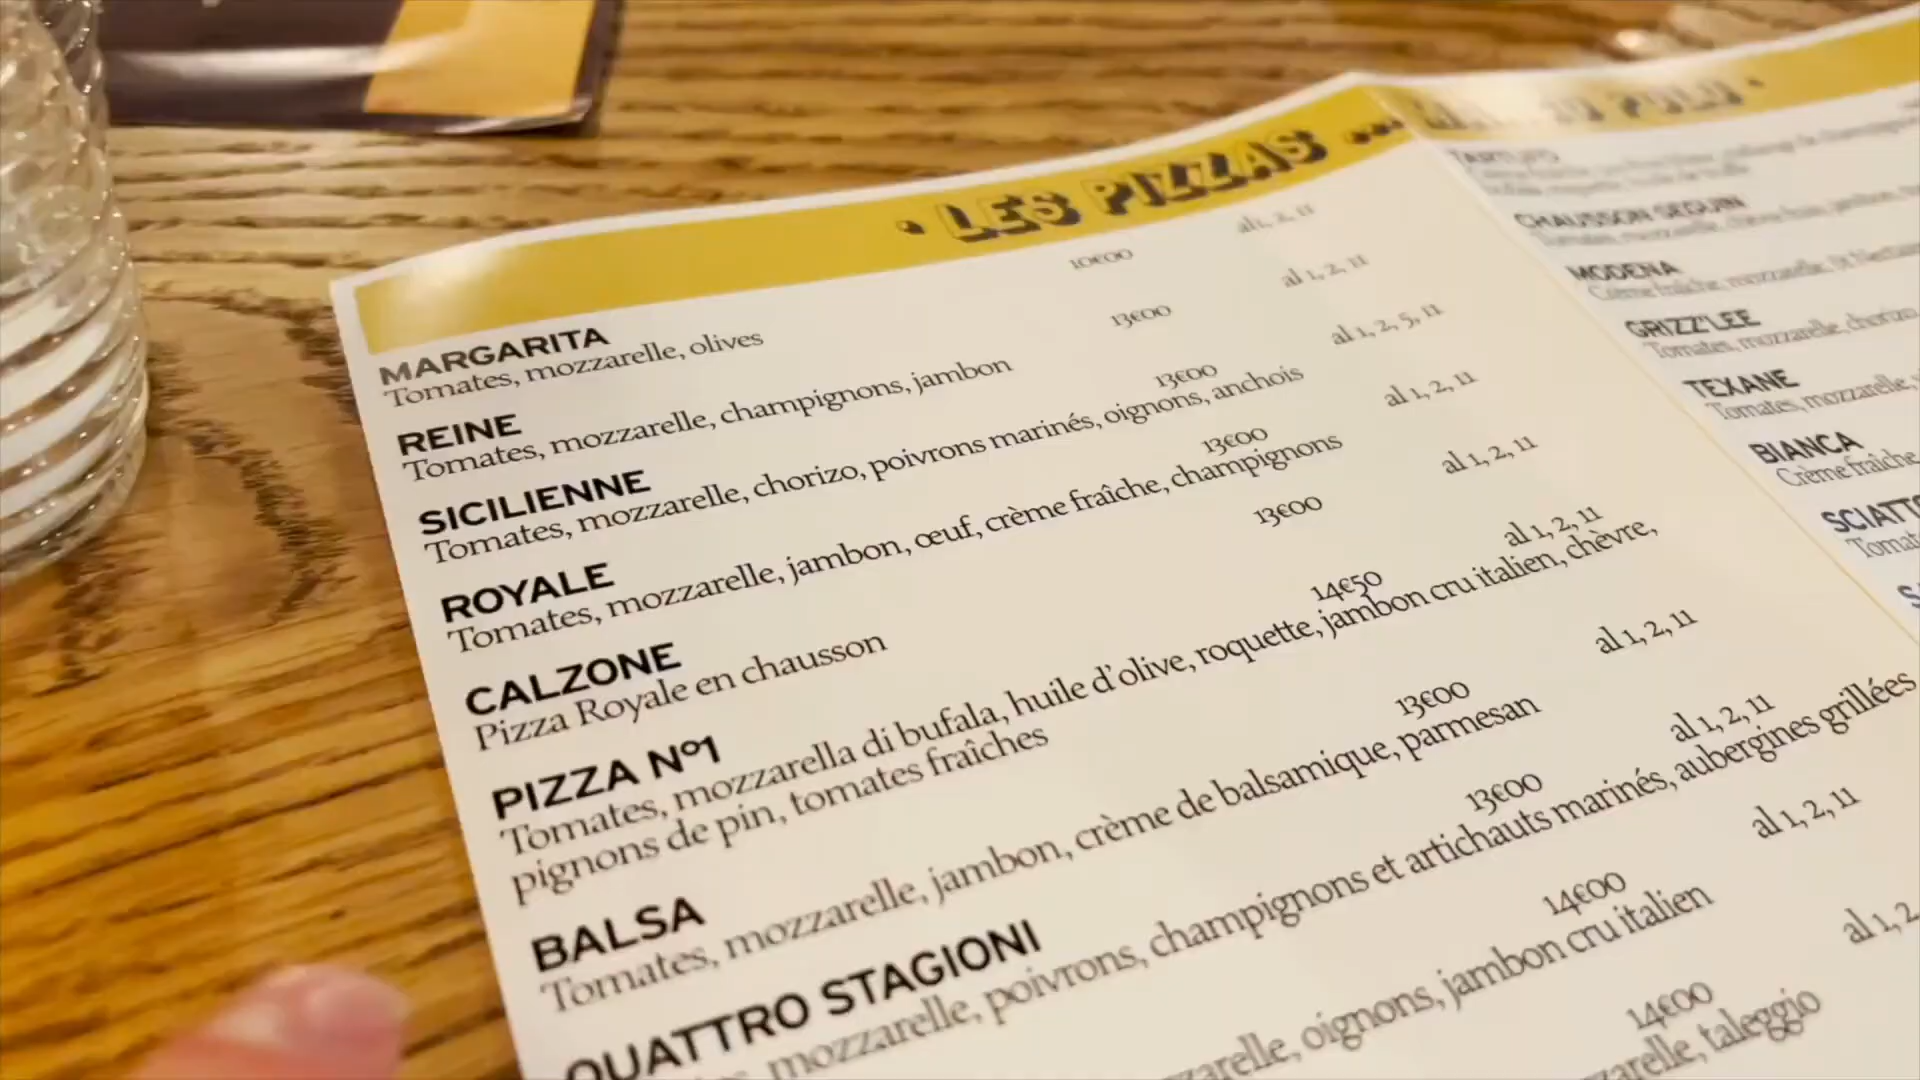 • LES PIZZAS ...
MARGARITA 10€00 al 1, 2, 11
Tomates, mozzarelle, olives
REINE 13€00 al 1, 2, 11
Tomates, mozzarelle, champignons, jambon
SICILIENNE 13€00 al 1, 2, 5, 11
Tomates, mozzarelle, chorizo, poivrons marinés, oignons, anchois
ROYALE 13€00 al 1, 2, 11
Tomates, mozzarelle, jambon, œuf, crème fraîche, champignons
CALZONE 13€00 al 1, 2, 11
Pizza Royale en chausson
PIZZA Nº1 14€50 al 1, 2, 11
Tomates, mozzarella di bufala, huile d'olive, roquette, jambon cru italien, chèvre,
pignons de pin, tomates fraîches
BALSA 13€00 al 1, 2, 11
Tomates, mozzarelle, jambon, crème de balsamique, parmesan
QUATTRO STAGIONI 13€00 al 1, 2, 11
mozzarelle, poivrons, champignons et artichauts marinés, aubergines grillées
14€00 al 1, 2, 11
oignons, jambon cru italien
14€00 al 1, 2
taleggio
CHAUSSON SEGUIN
MODENA
Crème fraîche, mozzarelle,
GRIZZ'LEE
Tomates, mozzarelle, chorizo,
TEXANE
Tomates, mozzarelle,
BIANCA
Crème fraîche